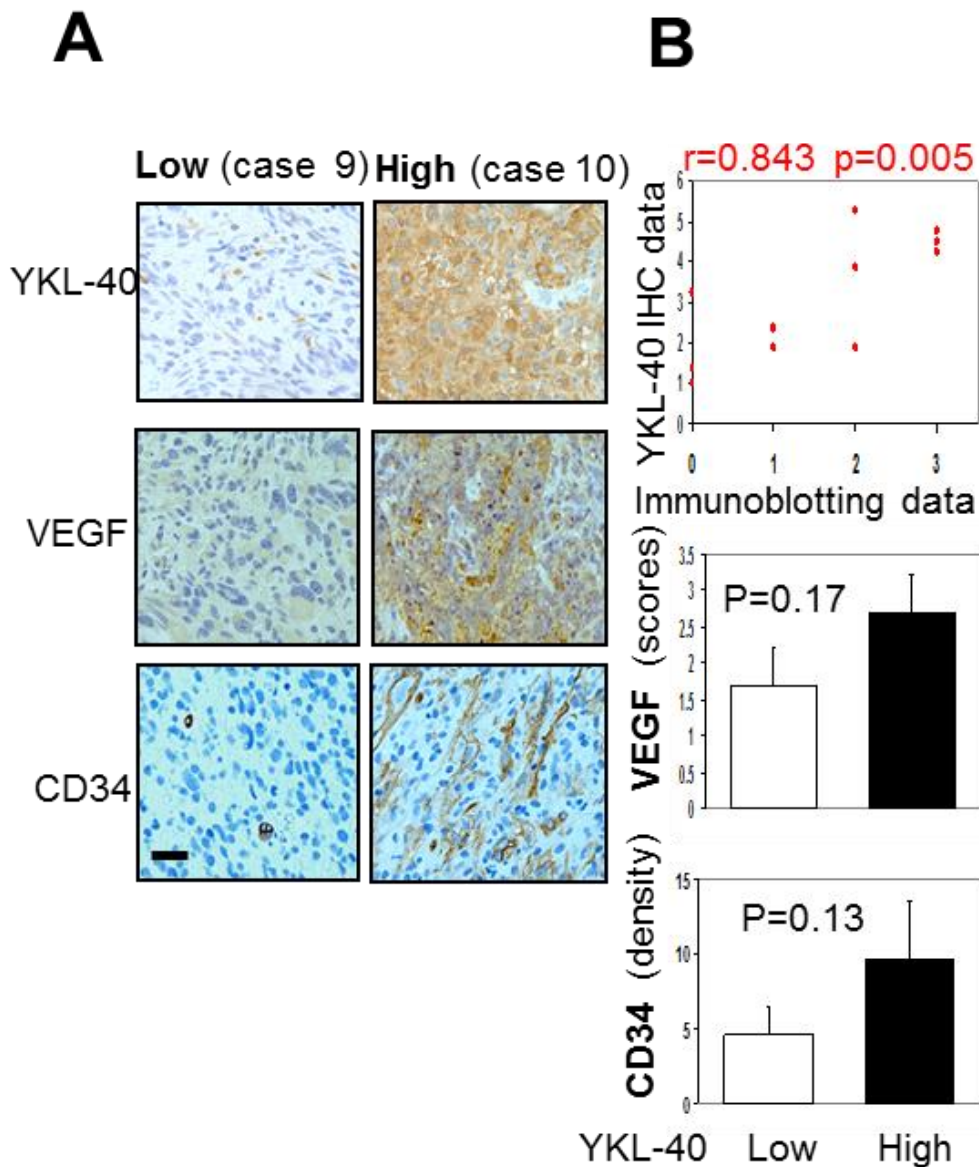 A
B
Low (case 9) High (case 10)
YKL-40
VEGF
CD34
r=0.843 p=0.005
YKL-40 IHC data
6
5
4
3
2
1
0
0 1 2 3
Immunoblotting data
VEGF (scores)
3.5
3
2.5
2
1.5
1
0.5
0
P=0.17
CD34 (density)
15
10
5
0
P=0.13
YKL-40 Low High